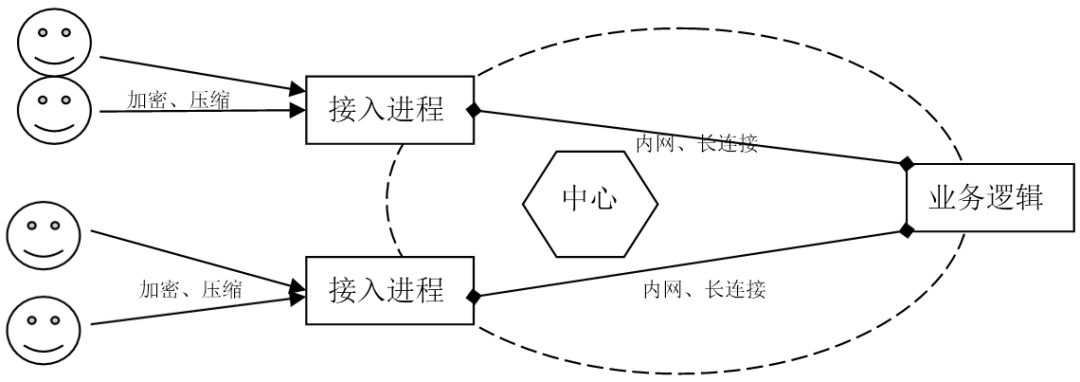 加密、压缩
接入进程
内网、长连接
中心
业务逻辑
加密、压缩
接入进程
内网、长连接